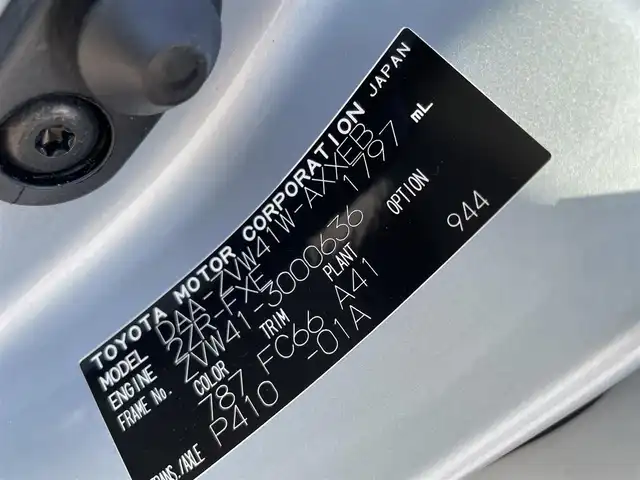 TOYOTA MOTOR CORPORATION JAPAN
MODEL DAA-ZVW41W-AXXEB
ENGINE 2ZR-FXE 1797 mL
FRAME No. ZVW41-3000636
COLOR TRIM PLANT OPTION
787 FC66 A41 944
TRANS./AXLE P410 -01A